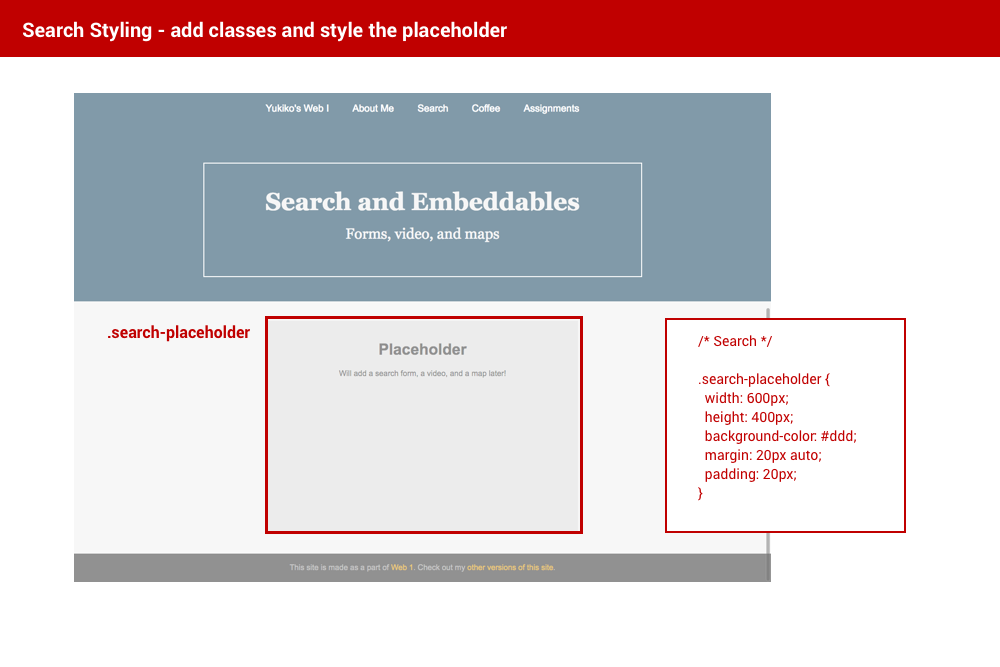 Search Styling - add classes and style the placeholder
Yukiko's Web I About Me Search Coffee Assignments
Search and Embeddables
Forms, video, and maps
.search-placeholder
Placeholder
Will add a search form, a video, and a map later!
/* Search */
.search-placeholder {
width: 600px;
height: 400px;
background-color: #ddd;
margin: 20px auto;
padding: 20px;
}
This site is made as a part of Web 1. Check out my other versions of this site.